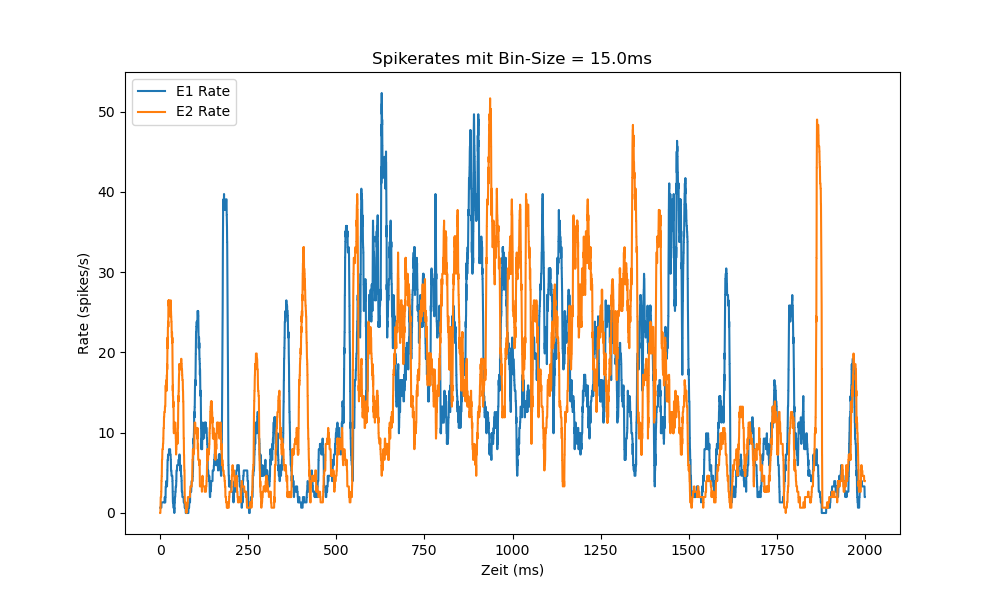 Spikerates mit Bin-Size = 15.0ms
E1 Rate
E2 Rate
Rate (spikes/s)
50
40
30
20
10
0
0 250 500 750 1000 1250 1500 1750 2000
Zeit (ms)